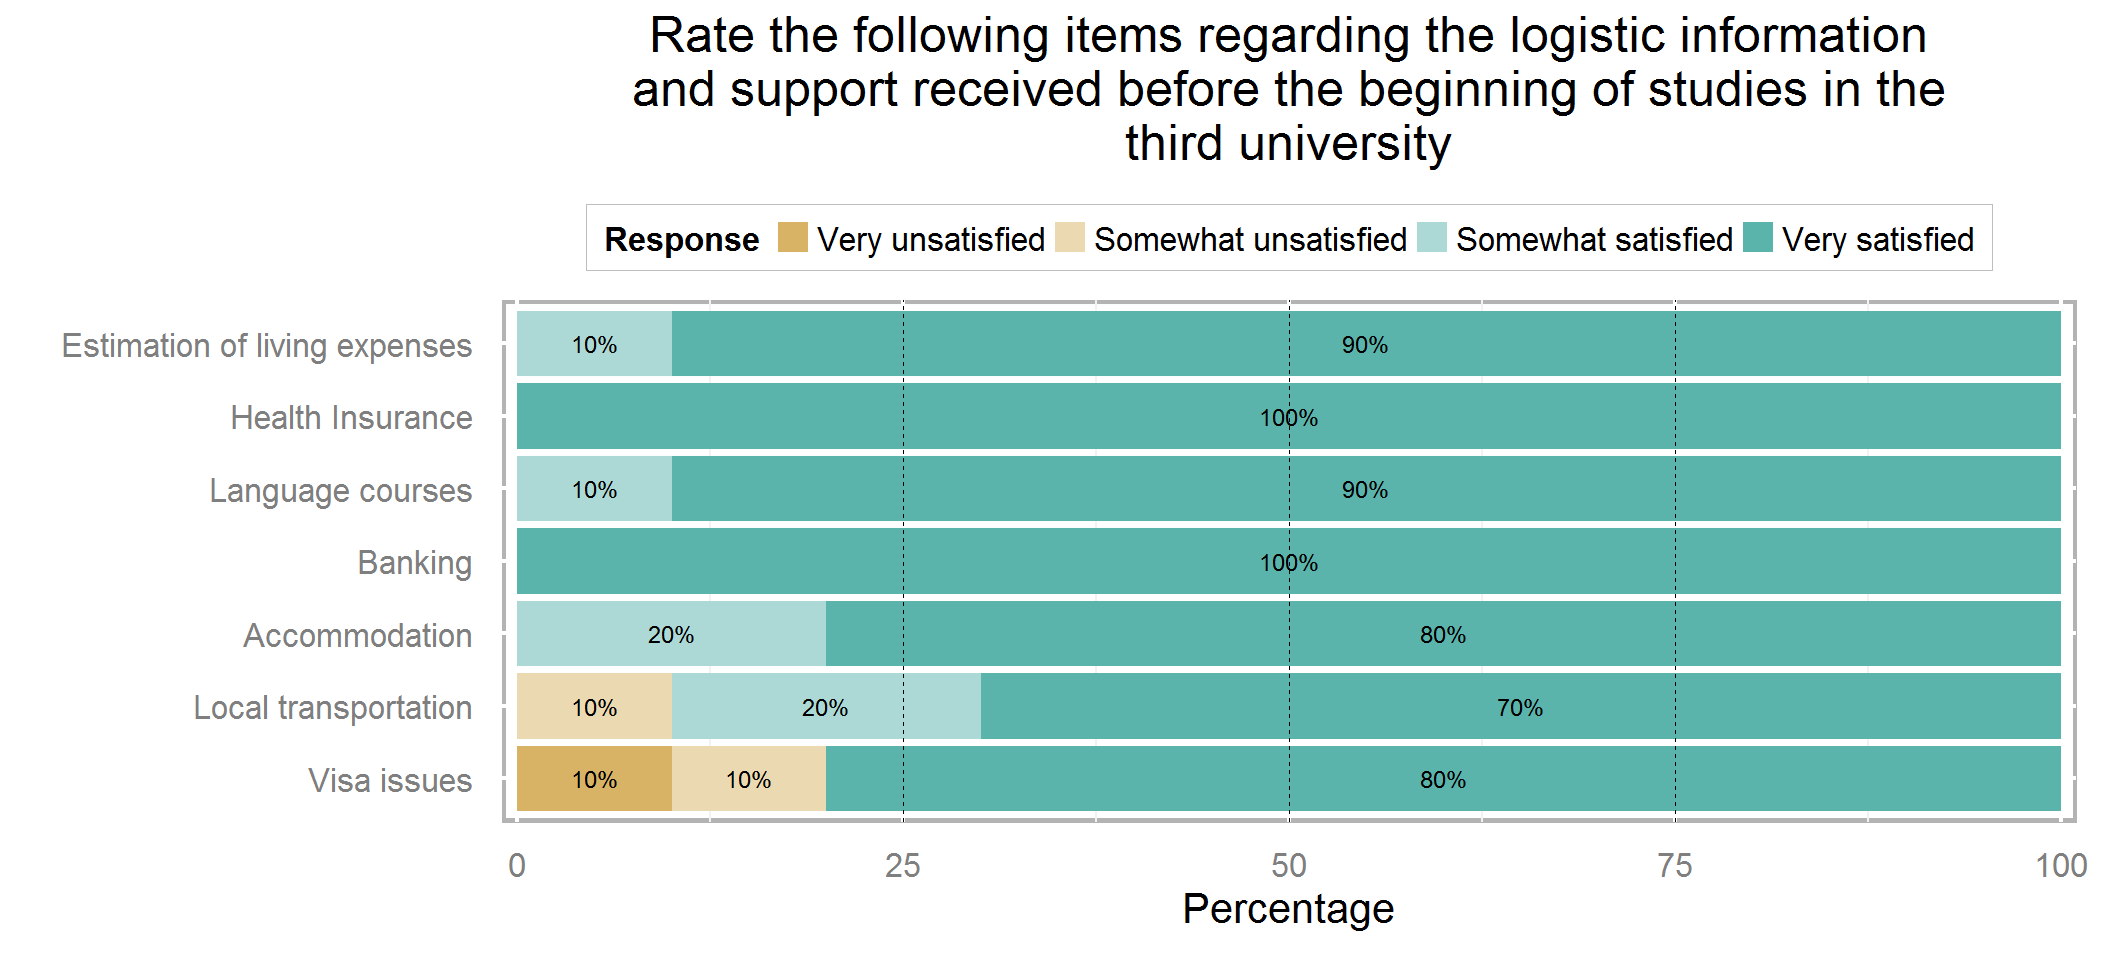 Rate the following items regarding the logistic information
and support received before the beginning of studies in the
third university
Response Very unsatisfied Somewhat unsatisfied Somewhat satisfied Very satisfied
Estimation of living expenses 10% 90%
Health Insurance 100%
Language courses 10% 90%
Banking 100%
Accommodation 20% 80%
Local transportation 10% 20% 70%
Visa issues 10% 10% 80%
0 25 50 75 100
Percentage